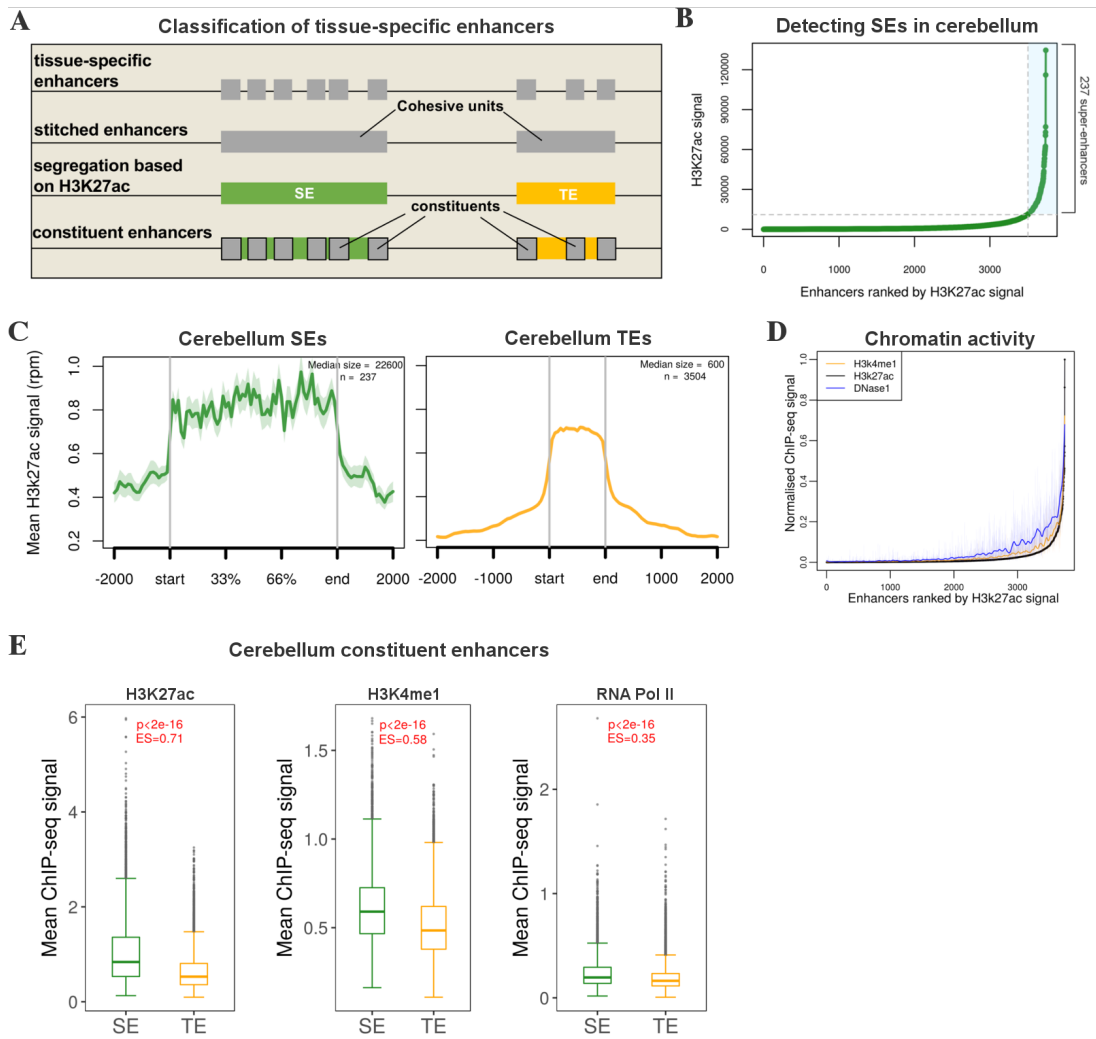 A
Classification of tissue-specific enhancers
tissue-specific
enhancers
Cohesive units
stitched enhancers
segregation based
on H3K27ac
SE
TE
constituents
constituent enhancers
B
Detecting SEs in cerebellum
H3K27ac signal
0
30000
60000
90000
120000
237 super-enhancers
0
1000
2000
3000
Enhancers ranked by H3K27ac signal
C
Cerebellum SEs
Mean H3k27ac signal (rpm)
1.0
0.8
0.6
0.4
0.2
Median size = 22600
n = 237
-2000
start
33%
66%
end
2000
Cerebellum TEs
Median size = 600
n = 3504
-2000
-1000
start
end
1000
2000
D
Chromatin activity
Normalised ChIP-seq signal
1.0
0.8
0.6
0.4
0.2
0.0
H3k4me1
H3k27ac
DNase1
0
1000
2000
3000
Enhancers ranked by H3k27ac signal
E
Cerebellum constituent enhancers
H3K27ac
Mean ChIP-seq signal
6
4
2
0
p<2e-16
ES=0.71
SE
TE
H3K4me1
Mean ChIP-seq signal
1.5
1.0
0.5
p<2e-16
ES=0.58
SE
TE
RNA Pol II
Mean ChIP-seq signal
2
1
0
p<2e-16
ES=0.35
SE
TE